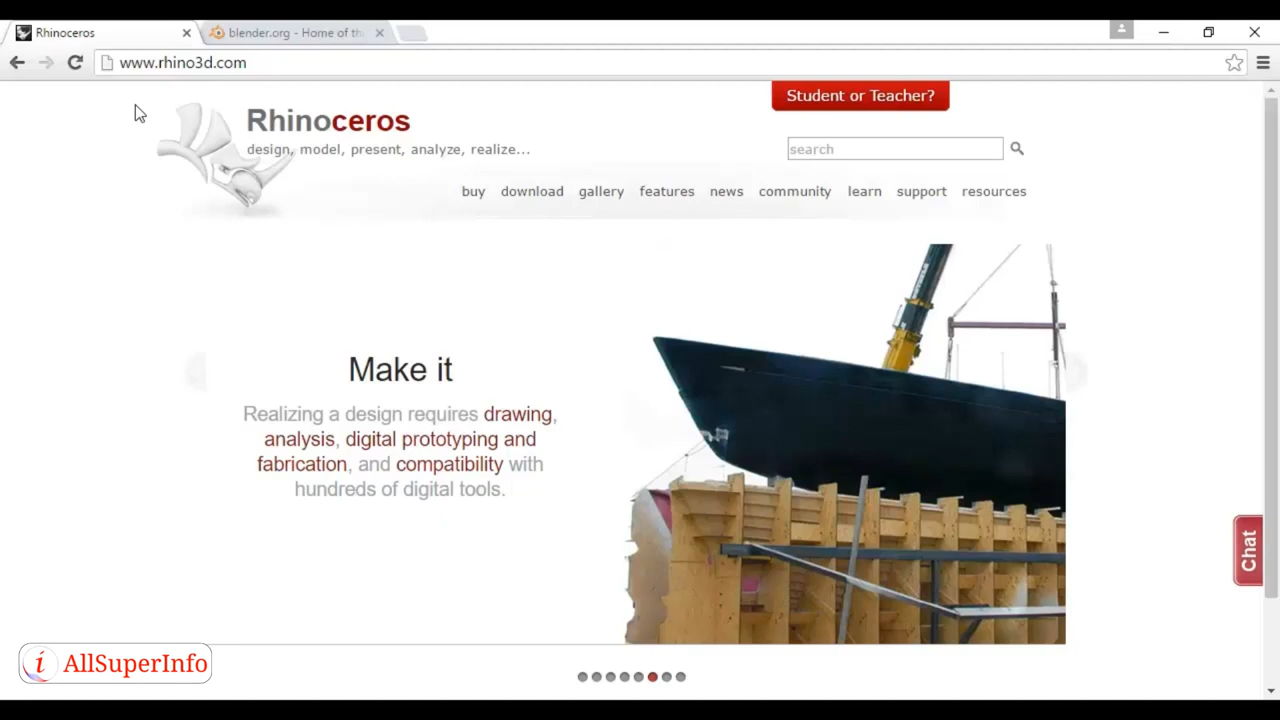 Rhinoceros
blender.org - Home of th
www.rhino3d.com
Student or Teacher?
Rhinoceros
design, model, present, analyze, realize...
search
buy download gallery features news community learn support resources
Make it
Realizing a design requires drawing,
analysis, digital prototyping and
fabrication, and compatibility with
hundreds of digital tools.
Chat
i AllSuperInfo